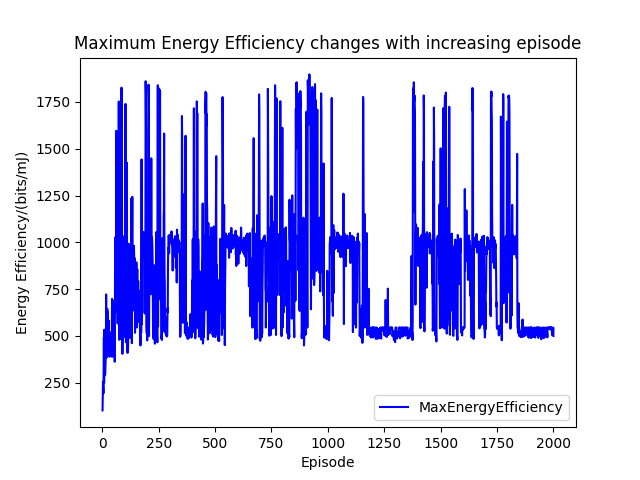 Maximum Energy Efficiency changes with increasing episode
Energy Efficiency/(bits/mJ)
1750
1500
1250
1000
750
500
250
MaxEnergyEfficiency
0 250 500 750 1000 1250 1500 1750 2000
Episode